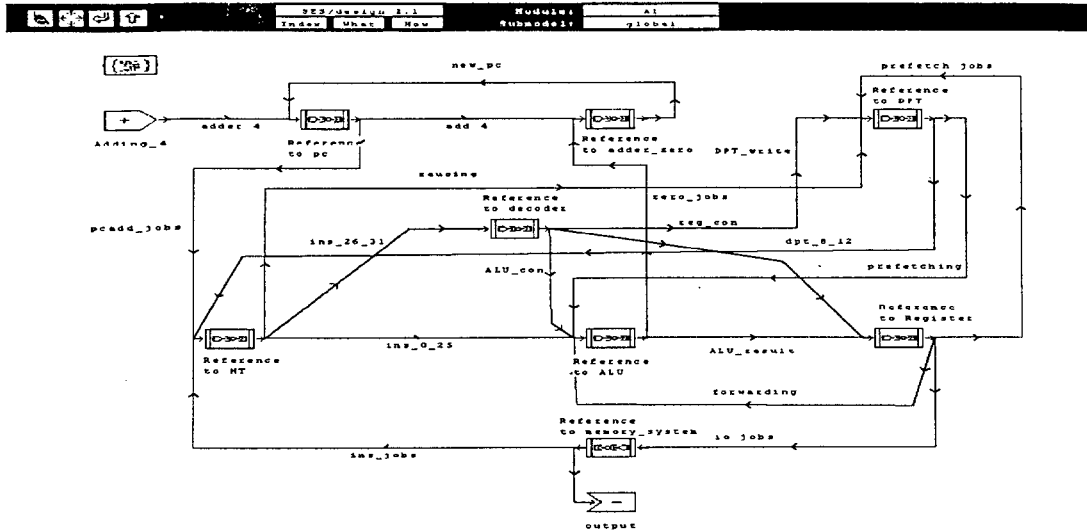 SES/design 2.1
Module:
A1
Index
What
How
Submodel:
global
new_pc
prefetch jobs
Reference
to DPT
adder 4
add 4
Adding_4
Reference
to pc
Reference
to adder_zero
DPT_write
Reference
to decoder
zero_jobs
reg_con
pcadd_jobs
ins_26_31
dpt_8_12
ALU_con
prefetching
Reference
to Register
ins_0_25
ALU_result
Reference
to MT
Reference
to ALU
forwarding
Reference
to memory_system
io jobs
ins_jobs
output